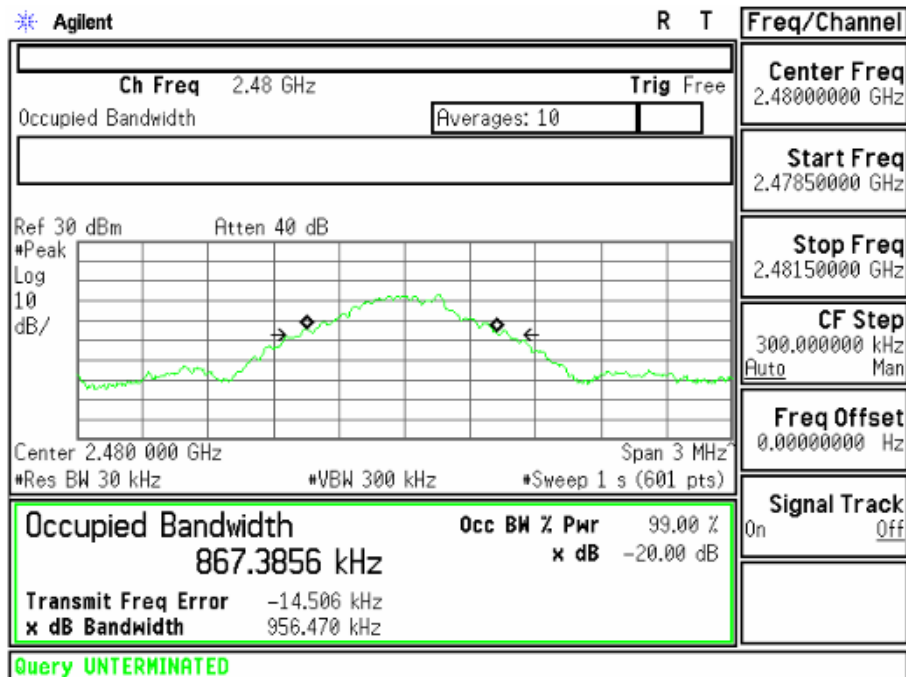 Agilent R T
Freq/Channel
Ch Freq 2.48 GHz Trig Free
Occupied Bandwidth Averages: 10
Ref 30 dBm Atten 40 dB
#Peak
Log
10
dB/
Center 2.480 000 GHz Span 3 MHz^
#Res BW 30 kHz #VBW 300 kHz #Sweep 1 s (601 pts)
Occupied Bandwidth
867.3856 kHz
Occ BW % Pwr 99.00 %
x dB -20.00 dB
Transmit Freq Error -14.506 kHz
x dB Bandwidth 956.470 kHz
Query UNTERMINATED
Center Freq
2.48000000 GHz
Start Freq
2.47850000 GHz
Stop Freq
2.48150000 GHz
CF Step
300.000000 kHz
Auto Man
Freq Offset
0.00000000 Hz
Signal Track
On Off